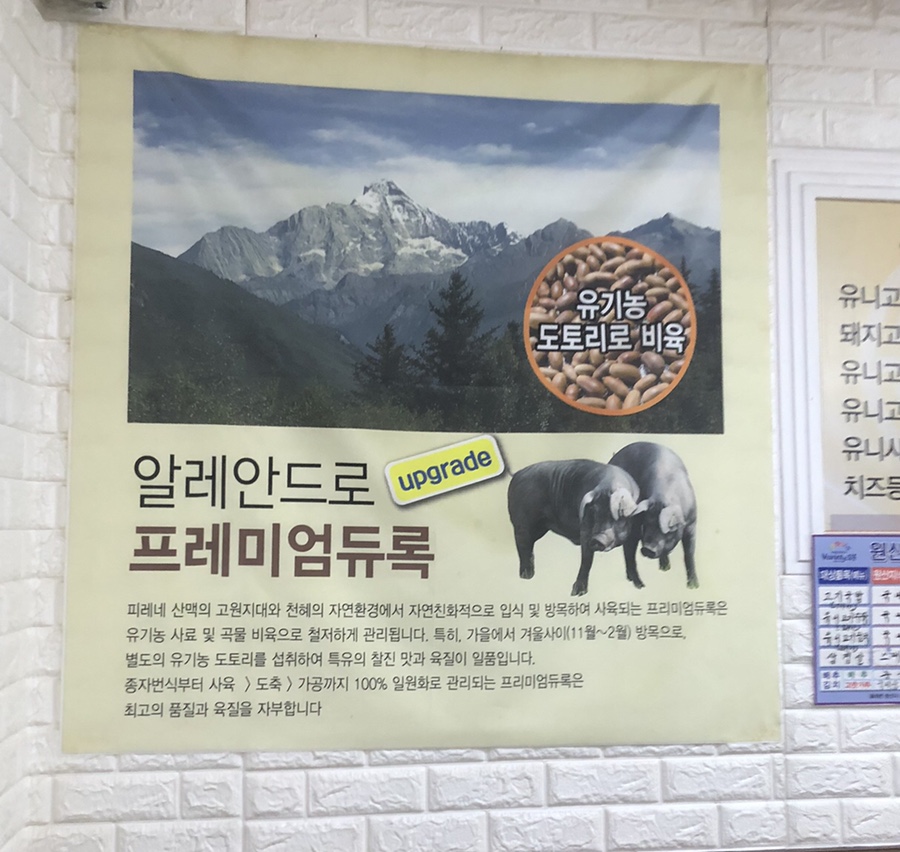 유기농
도토리로 비육
알레안드로
upgrade
프레미엄듀록
피레네 산맥의 고원지대와 천혜의 자연환경에서 자연친화적으로 입식 및 방목하여 사육되는 프리미엄듀록은
유기농 사료 및 곡물 비육으로 철저하게 관리됩니다. 특히, 가을에서 겨울사이(11월~2월) 방목으로,
별도의 유기농 도토리를 섭취하여 특유의 찰진 맛과 육질이 일품입니다.
종자번식부터 사육 > 도축 > 가공까지 100% 일원화로 관리되는 프리미엄듀록은
최고의 품질과 육질을 자부합니다
유니고
돼지고
유니고
유니고
유니사
치즈등
원산